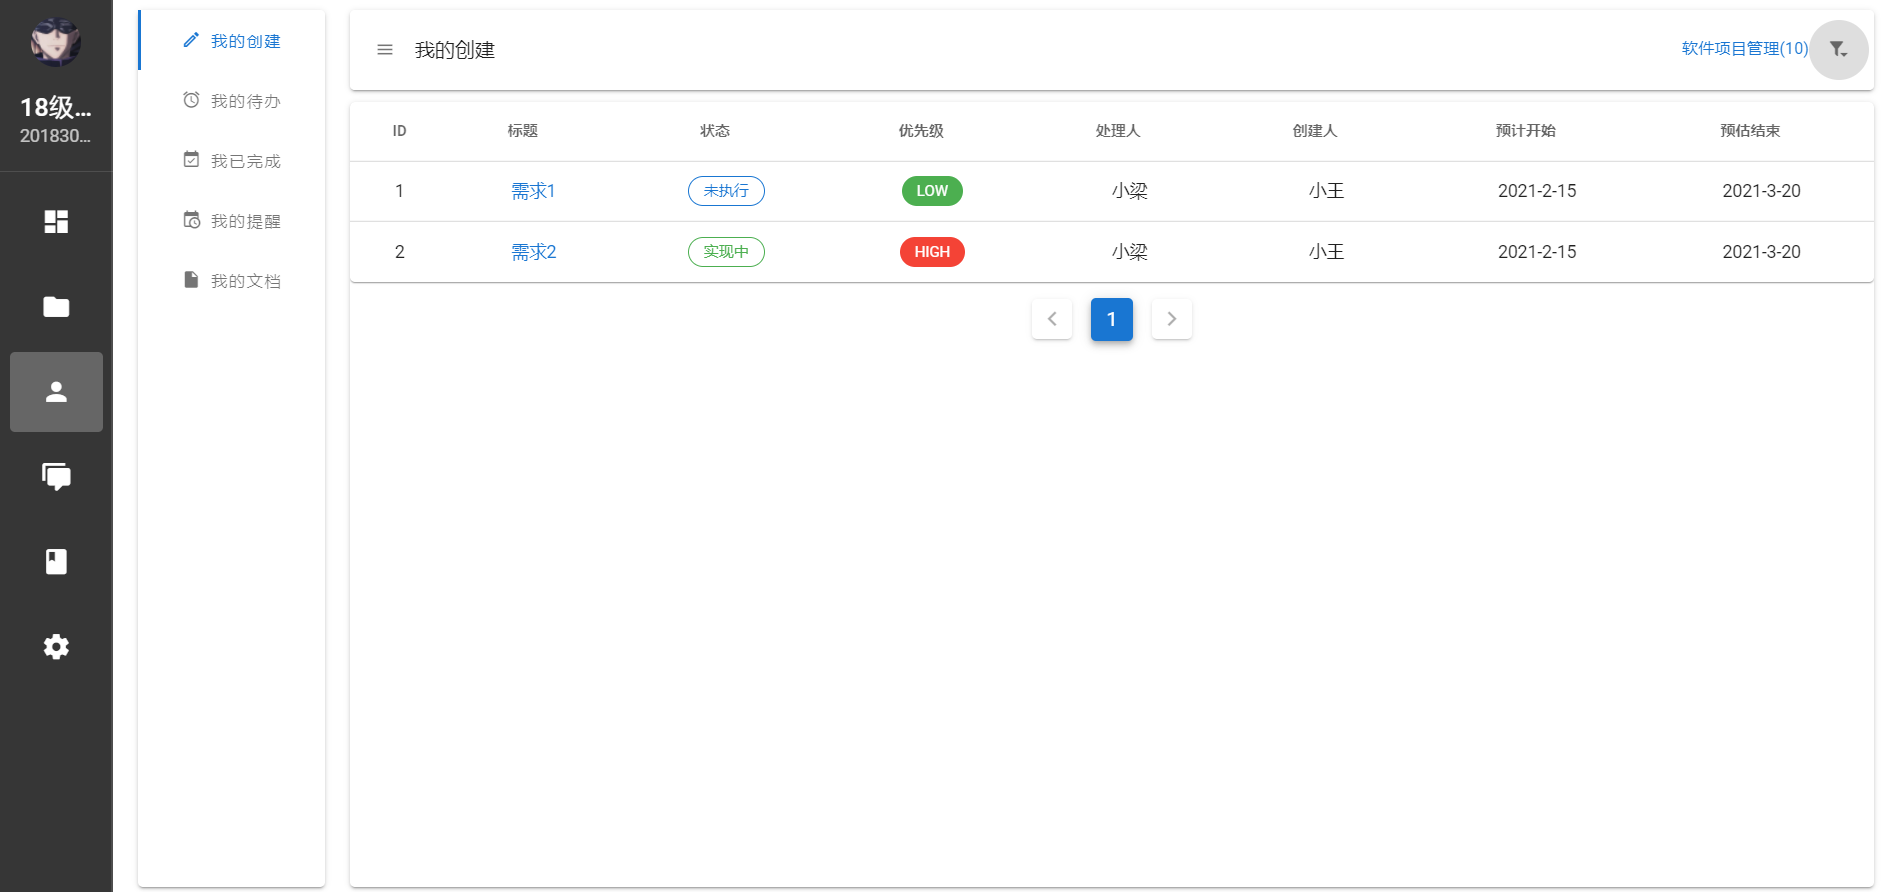 18级...
201830...
我的创建
我的待办
我已完成
我的提醒
我的文档
我的创建
软件项目管理(10)
ID 标题 状态 优先级 处理人 创建人 预计开始 预估结束
1 需求1 未执行 LOW 小梁 小王 2021-2-15 2021-3-20
2 需求2 实现中 HIGH 小梁 小王 2021-2-15 2021-3-20
1